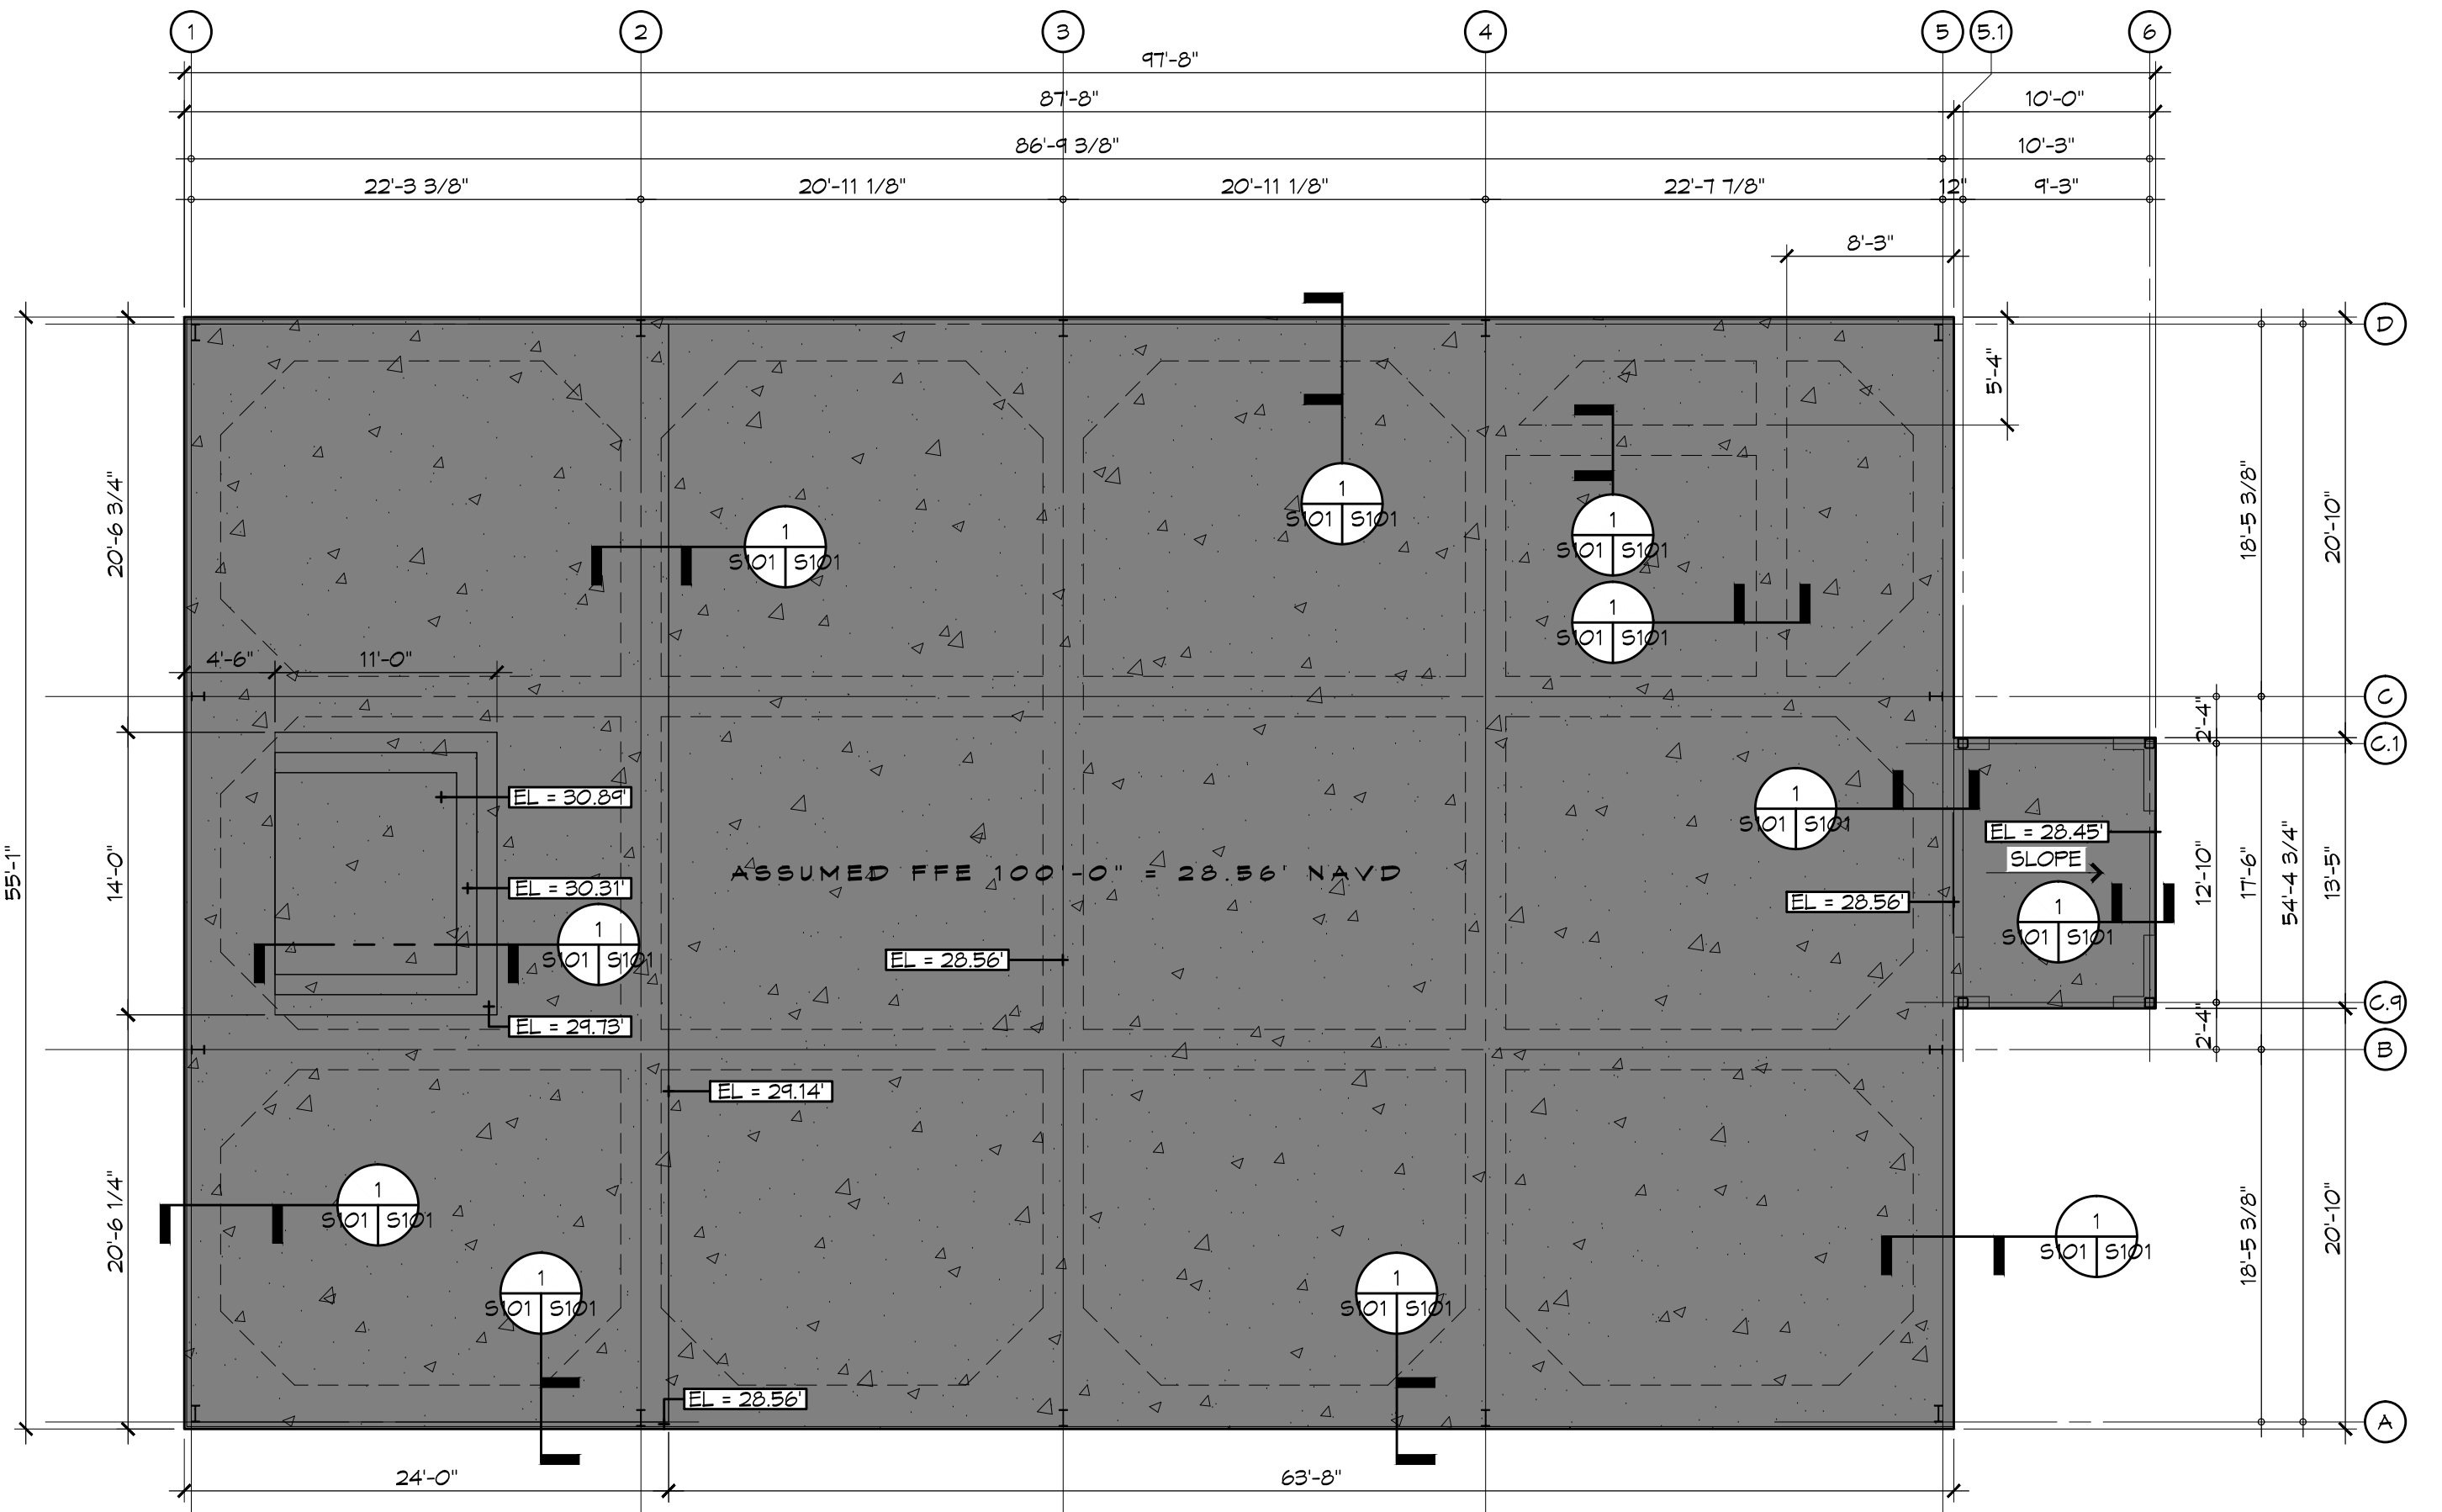 1 2 3 4 5 5.1 6
97'-8"
87'-8" 10'-0"
86'-9 3/8" 10'-3"
22'-3 3/8" 20'-11 1/8" 20'-11 1/8" 22'-7 7/8" 12" 9'-3"
8'-3"
D
5'-4"
20'-6 3/4"
18'-5 3/8"
20'-10"
1
S101 S101
1
S101 S101
1
S101 S101
1
S101 S101
4'-6" 11'-0"
C
2'-4"
C.1
EL = 30.89'
1
S101 S101
EL = 28.45'
SLOPE
55'-1"
14'-0"
ASSUMED FFE 100'-0" = 28.56' NAVD
12'-10"
17'-6"
54'-4 3/4"
13'-5"
EL = 30.31'
EL = 28.56'
1
S101 S101
1
S101 S101
EL = 28.56'
C.9
EL = 29.73'
2'-4"
B
EL = 29.14'
20'-6 1/4"
1
S101 S101
1
S101 S101
18'-5 3/8"
20'-10"
1
S101 S101
1
S101 S101
EL = 28.56'
A
24'-0" 63'-8"